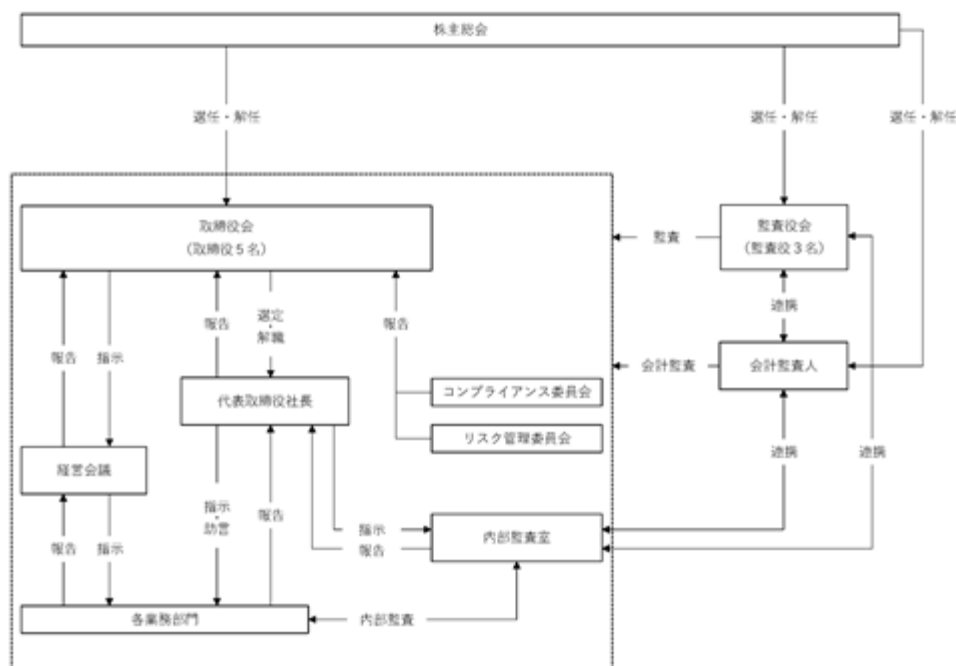 株主総会
選任・解任
選任・解任
選任・解任
取締役会
（取締役５名）
監査役会
（監査役３名）
監査
連携
報告
指示
報告
選定・解職
報告
会計監査
会計監査人
コンプライアンス委員会
代表取締役社長
リスク管理委員会
連携
連携
経営会議
指示・助言
報告
指示
報告
内部監査室
報告
指示
各業務部門
内部監査